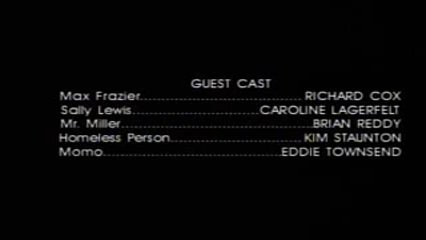 GUEST CAST
Max Frazier..............................RICHARD COX
Sally Lewis........................CAROLINE LAGERFELT
Mr. Miller...................................BRIAN REDDY
Homeless Person.......................KIM STAUNTON
Momo...................................EDDIE TOWNSEND